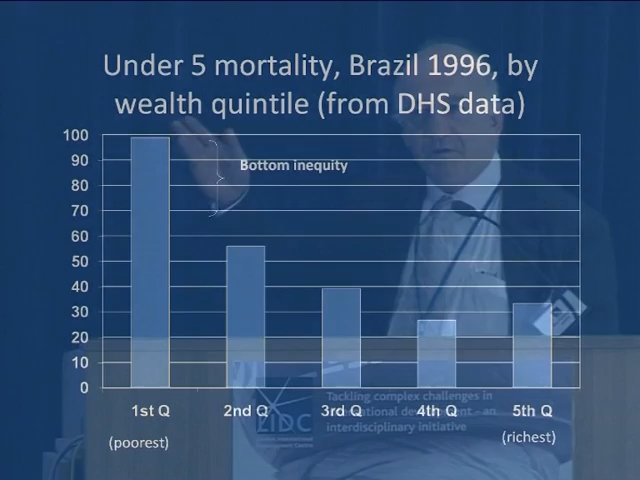 Under 5 mortality, Brazil 1996, by
wealth quintile (from DHS data)
100
90
80
70
60
50
40
30
20
10
0
Bottom inequity
1st Q
2nd Q
3rd Q
4th Q
5th Q
(poorest)
(richest)
Tackling complex challenges in
development - an
interdisciplinary initiative